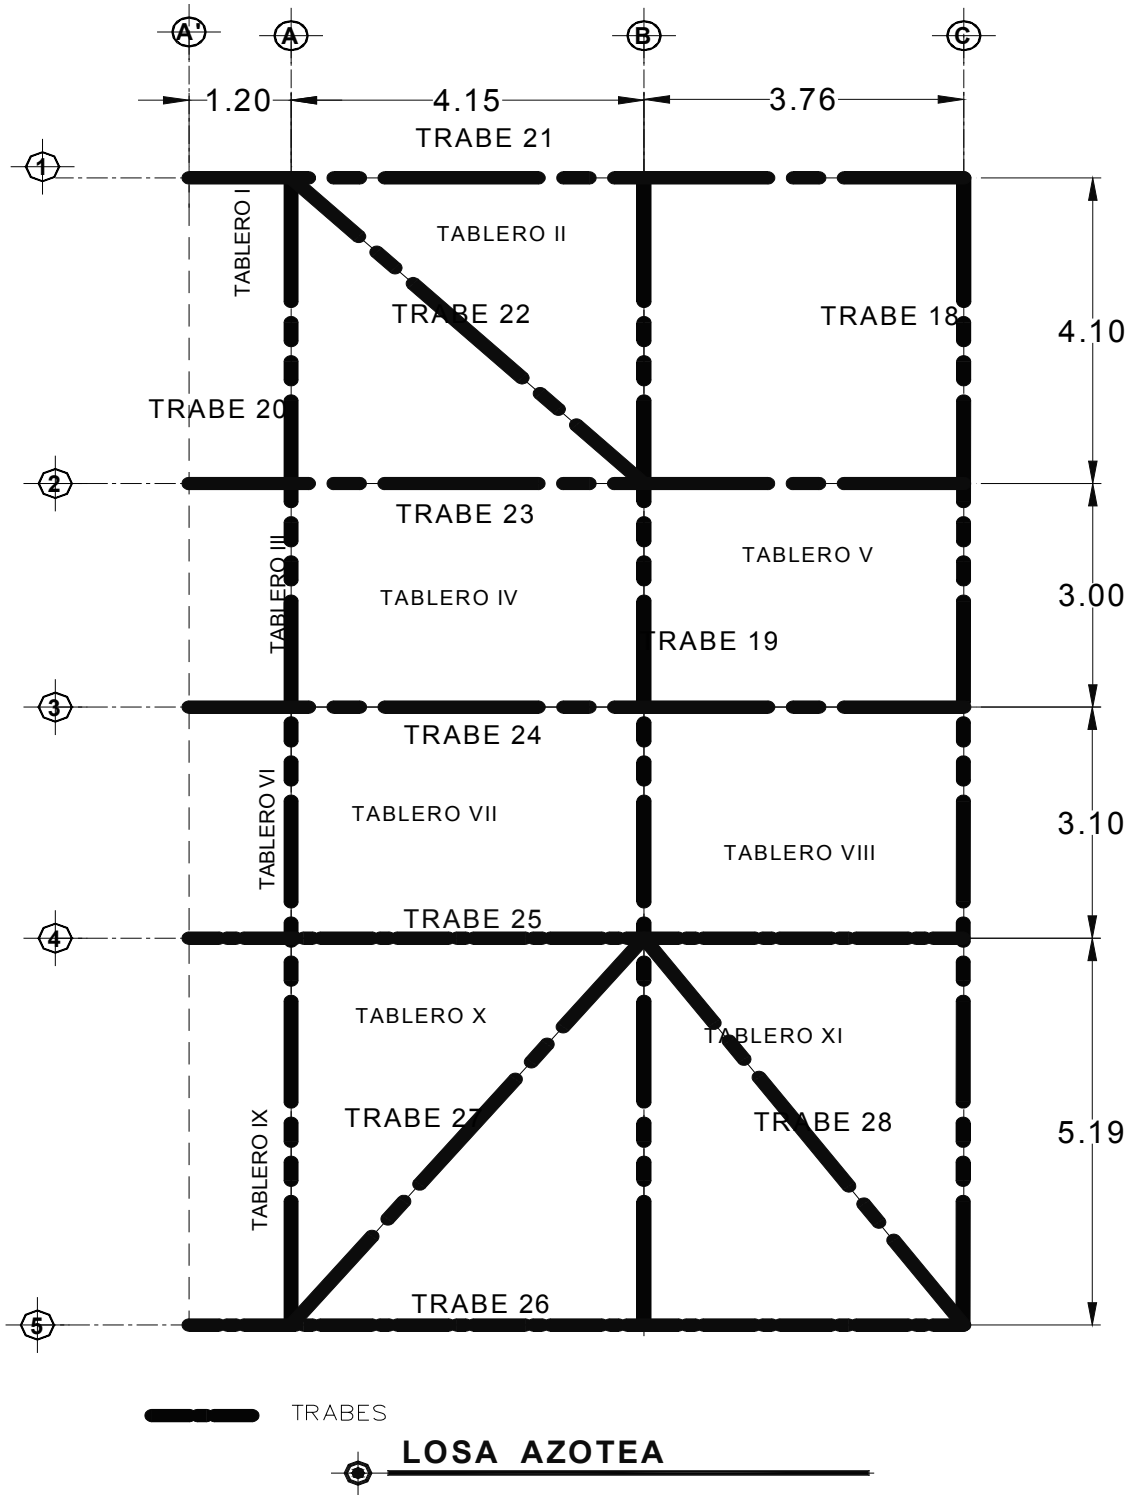 A' A B C
1.20 4.15 3.76
TRABE 21
1
TABLERO I
TABLERO II
TRABE 22
TRABE 18
4.10
TRABE 20
2
TRABE 23
TABLERO III
TABLERO V
TABLERO IV
3.00
TRABE 19
3
TRABE 24
TABLERO VI
TABLERO VII
3.10
TABLERO VIII
TRABE 25
4
TABLERO X
TABLERO XI
TRABE 27
TRABE 28
5.19
TABLERO IX
TRABE 26
5
TRABES
LOSA AZOTEA